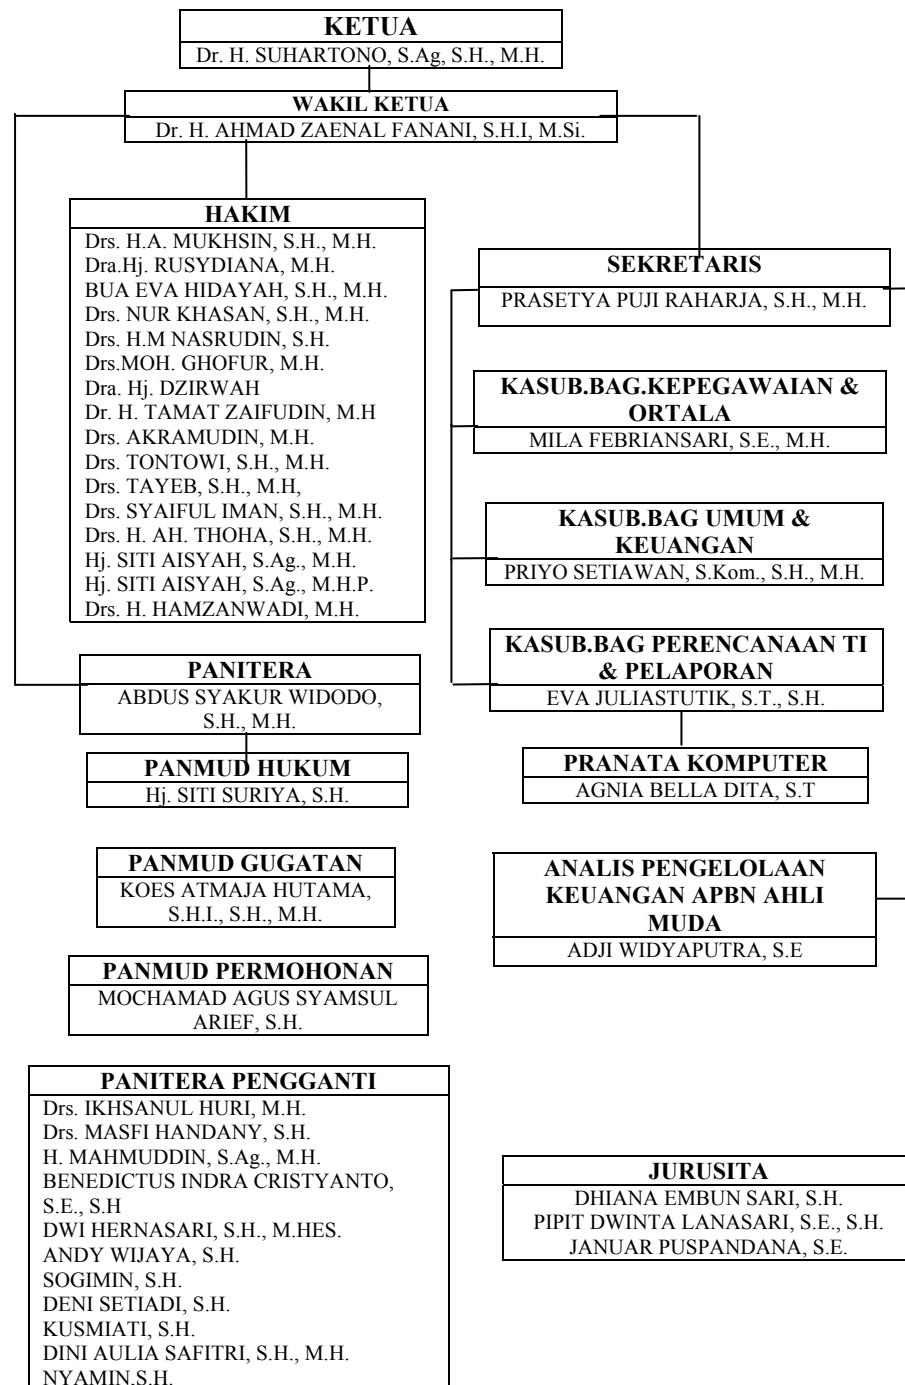 KETUA
Dr. H. SUHARTONO, S.Ag, S.H., M.H.
WAKIL KETUA
Dr. H. AHMAD ZAENAL FANANI, S.H.I, M.Si.
HAKIM
Drs. H.A. MUKHSIN, S.H., M.H.
Dra.Hj. RUSYDIANA, M.H.
BUA EVA HIDAYAH, S.H., M.H.
Drs. NUR KHASAN, S.H., M.H.
Drs. H.M NASRUDIN, S.H.
Drs.MOH. GHOFUR, M.H.
Dra. Hj. DZIRWAH
Dr. H. TAMAT ZAIFUDIN, M.H
Drs. AKRAMUDIN, M.H.
Drs. TONTOWI, S.H., M.H.
Drs. TAYEB, S.H., M.H,
Drs. SYAIFUL IMAN, S.H., M.H.
Drs. H. AH. THOHA, S.H., M.H.
Hj. SITI AISYAH, S.Ag., M.H.
Hj. SITI AISYAH, S.Ag., M.H.P.
Drs. H. HAMZANWADI, M.H.
PANITERA
ABDUS SYAKUR WIDODO,
S.H., M.H.
PANMUD HUKUM
Hj. SITI SURIYA, S.H.
PANMUD GUGATAN
KOES ATMAJA HUTAMA,
S.H.I., S.H., M.H.
PANMUD PERMOHONAN
MOCHAMAD AGUS SYAMSUL
ARIEF, S.H.
PANITERA PENGGANTI
Drs. IKHSANUL HURI, M.H.
Drs. MASFI HANDANY, S.H.
H. MAHMUDDIN, S.Ag., M.H.
BENEDICTUS INDRA CRISTYANTO,
S.E., S.H
DWI HERNASARI, S.H., M.HES.
ANDY WIJAYA, S.H.
SOGIMIN, S.H.
DENI SETIADI, S.H.
KUSMIATI, S.H.
DINI AULIA SAFITRI, S.H., M.H.
NYAMIN,S.H.
SEKRETARIS
PRASETYA PUJI RAHARJA, S.H., M.H.
KASUB.BAG.KEPEGAWAIAN &
ORTALA
MILA FEBRIANSARI, S.E., M.H.
KASUB.BAG UMUM &
KEUANGAN
PRIYO SETIAWAN, S.Kom., S.H., M.H.
KASUB.BAG PERENCANAAN TI
& PELAPORAN
EVA JULIASTUTIK, S.T., S.H.
PRANATA KOMPUTER
AGNIA BELLA DITA, S.T
ANALIS PENGELOLAAN
KEUANGAN APBN AHLI
MUDA
ADJI WIDYAPUTRA, S.E
JURUSITA
DHIANA EMBUN SARI, S.H.
PIPIT DWINTA LANASARI, S.E., S.H.
JANUAR PUSPANDANA, S.E.